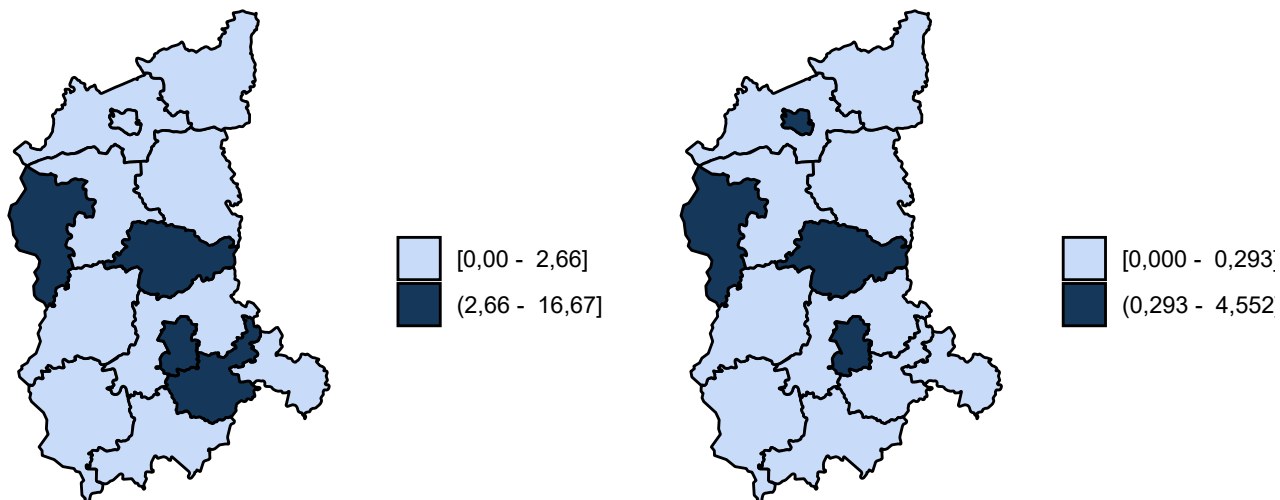 [0,00 - 2,66]
(2,66 - 16,67]
[0,000 - 0,293]
(0,293 - 4,552]